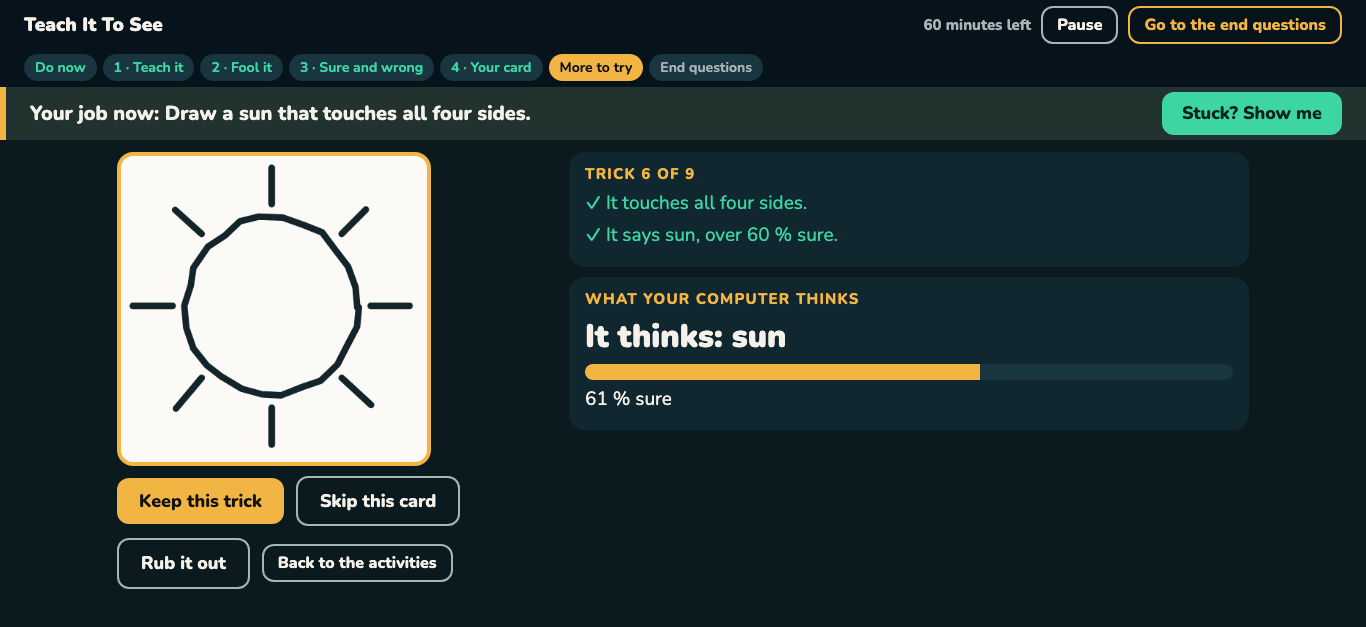 Teach It To See
60 minutes left
Pause
Go to the end questions
Do now
1 · Teach it
2 · Fool it
3 · Sure and wrong
4 · Your card
More to try
End questions
Your job now: Draw a sun that touches all four sides.
Stuck? Show me
TRICK 6 OF 9
✓ It touches all four sides.
✓ It says sun, over 60 % sure.
WHAT YOUR COMPUTER THINKS
It thinks: sun
61 % sure
Keep this trick
Skip this card
Rub it out
Back to the activities